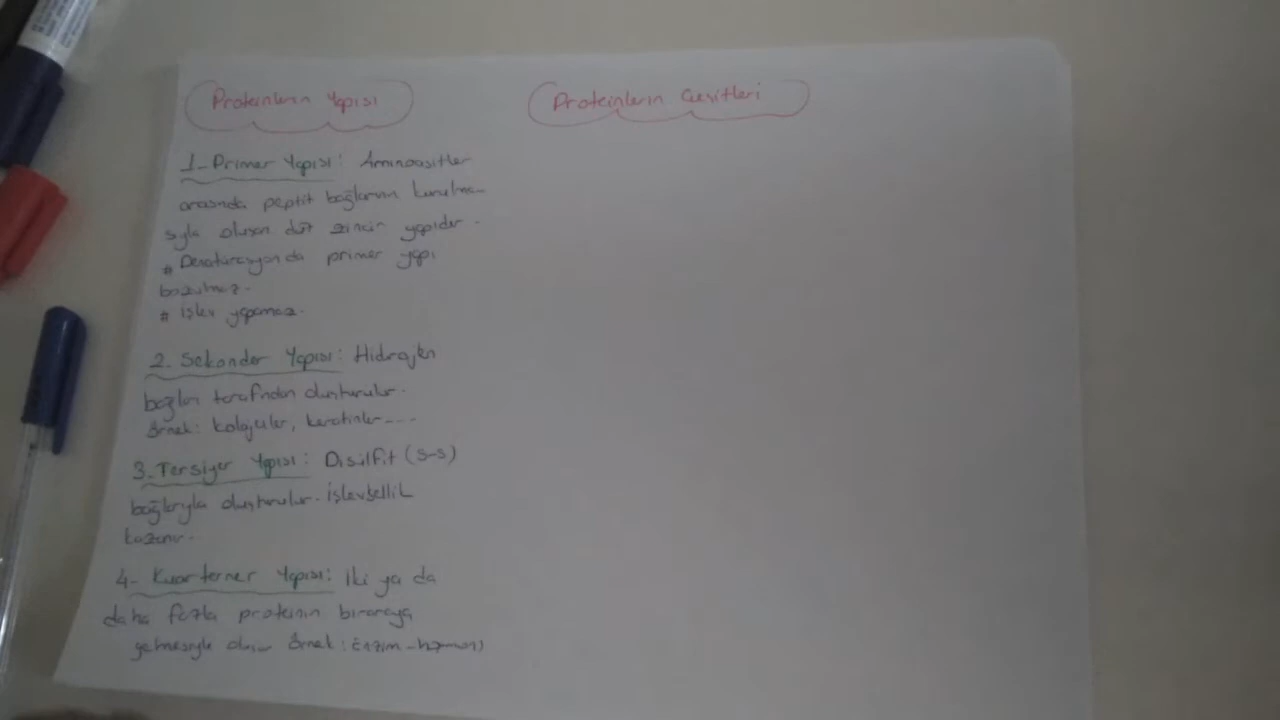 Proteinlerin Yapısı
Proteinlerin Çeşitleri
1- Primer Yapısı: Aminoasitler
arasında peptit bağlarının kurulma-
sıyla oluşan düz zincir yapıdır.
* Denatürasyonda primer yapı
bozulmaz.
* İşlev yapamaz.
2. Sekonder Yapısı: Hidrojen
bağları tarafından oluşturulur.
Örnek: kolajenler, keratinler---
3-Tersiyer Yapısı: Disülfit (s-s)
bağlarıyla oluşturulur. İşlevsellik
kazanır.
4- Kuarterner Yapısı: İki ya da
daha fazla proteinin biraraya
gelmesiyle oluşur Örnek: Enzim-